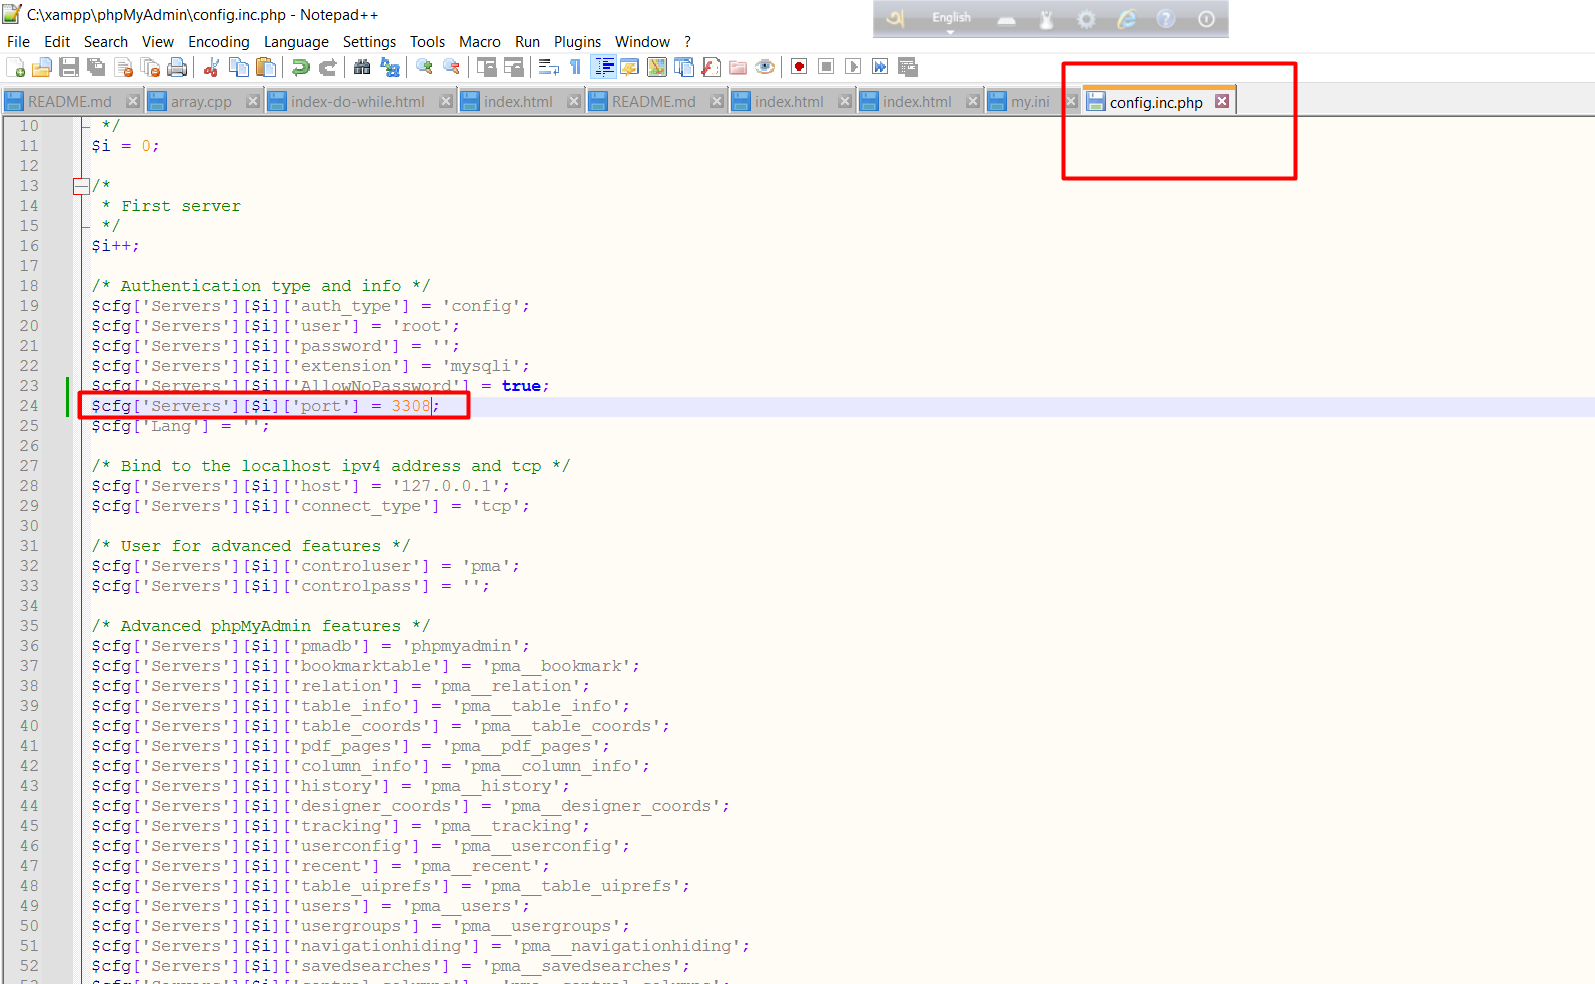 C:\xampp\phpMyAdmin\config.inc.php - Notepad++
English
File Edit Search View Encoding Language Settings Tools Macro Run Plugins Window ?
README.md array.cpp index-do-while.html index.html README.md index.html index.html my.ini config.inc.php
10 */
11 $i = 0;
12
13 /*
14 * First server
15 */
16 $i++;
17
18 /* Authentication type and info */
19 $cfg['Servers'][$i]['auth_type'] = 'config';
20 $cfg['Servers'][$i]['user'] = 'root';
21 $cfg['Servers'][$i]['password'] = '';
22 $cfg['Servers'][$i]['extension'] = 'mysqli';
23 $cfg['Servers'][$i]['AllowNoPassword'] = true;
24 $cfg['Servers'][$i]['port'] = 3308;
25 $cfg['Lang'] = '';
26
27 /* Bind to the localhost ipv4 address and tcp */
28 $cfg['Servers'][$i]['host'] = '127.0.0.1';
29 $cfg['Servers'][$i]['connect_type'] = 'tcp';
30
31 /* User for advanced features */
32 $cfg['Servers'][$i]['controluser'] = 'pma';
33 $cfg['Servers'][$i]['controlpass'] = '';
34
35 /* Advanced phpMyAdmin features */
36 $cfg['Servers'][$i]['pmadb'] = 'phpmyadmin';
37 $cfg['Servers'][$i]['bookmarktable'] = 'pma__bookmark';
38 $cfg['Servers'][$i]['relation'] = 'pma__relation';
39 $cfg['Servers'][$i]['table_info'] = 'pma__table_info';
40 $cfg['Servers'][$i]['table_coords'] = 'pma__table_coords';
41 $cfg['Servers'][$i]['pdf_pages'] = 'pma__pdf_pages';
42 $cfg['Servers'][$i]['column_info'] = 'pma__column_info';
43 $cfg['Servers'][$i]['history'] = 'pma__history';
44 $cfg['Servers'][$i]['designer_coords'] = 'pma__designer_coords';
45 $cfg['Servers'][$i]['tracking'] = 'pma__tracking';
46 $cfg['Servers'][$i]['userconfig'] = 'pma__userconfig';
47 $cfg['Servers'][$i]['recent'] = 'pma__recent';
48 $cfg['Servers'][$i]['table_uiprefs'] = 'pma__table_uiprefs';
49 $cfg['Servers'][$i]['users'] = 'pma__users';
50 $cfg['Servers'][$i]['usergroups'] = 'pma__usergroups';
51 $cfg['Servers'][$i]['navigationhiding'] = 'pma__navigationhiding';
52 $cfg['Servers'][$i]['savedsearches'] = 'pma__savedsearches';